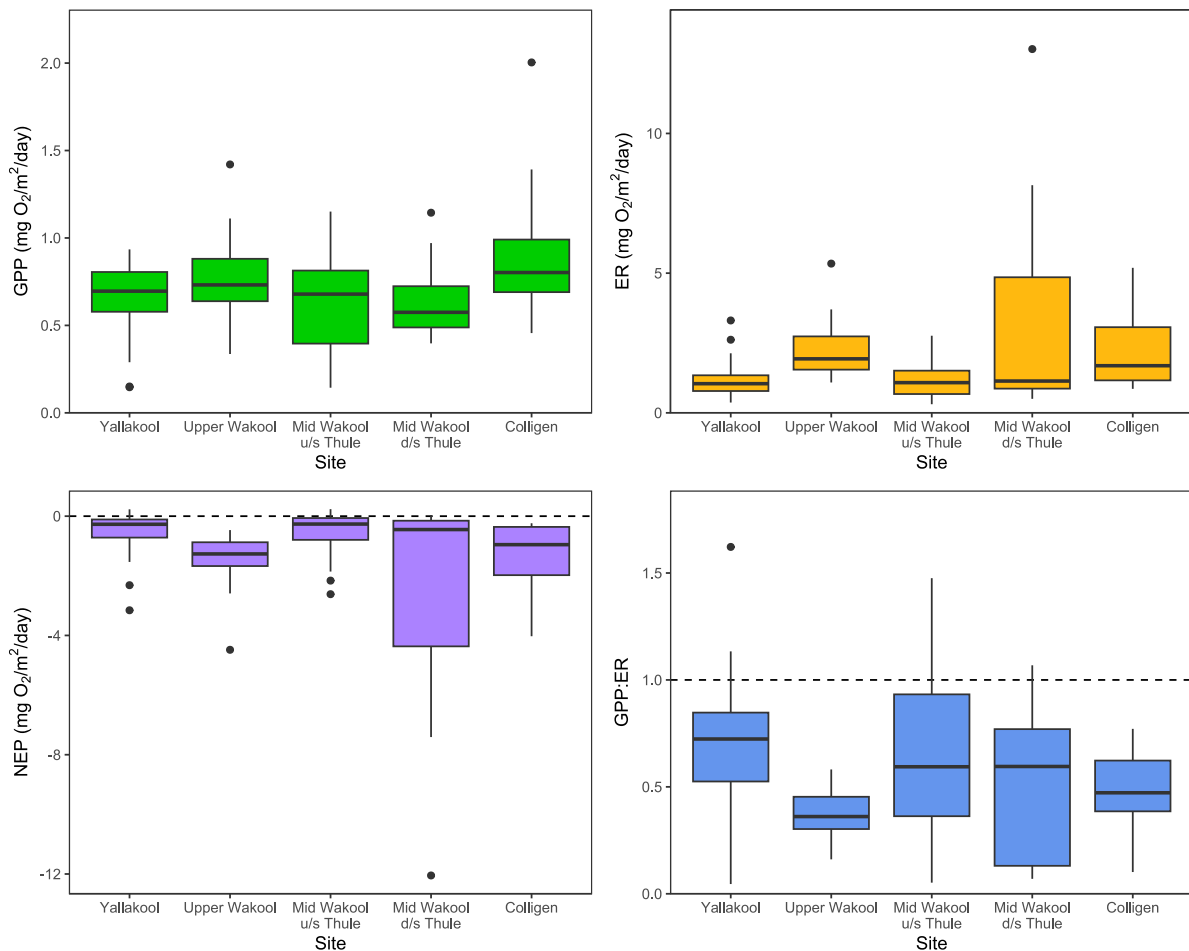 GPP (mg O₂/m²/day)
2.0
1.5
1.0
0.5
0.0
Yallakool Upper Wakool Mid Wakool Mid Wakool Colligen
u/s Thule d/s Thule
Site
ER (mg O₂/m²/day)
10
5
0
Yallakool Upper Wakool Mid Wakool Mid Wakool Colligen
u/s Thule d/s Thule
Site
NEP (mg O₂/m²/day)
0
-4
-8
-12
Yallakool Upper Wakool Mid Wakool Mid Wakool Colligen
u/s Thule d/s Thule
Site
GPP:ER
1.5
1.0
0.5
0.0
Yallakool Upper Wakool Mid Wakool Mid Wakool Colligen
u/s Thule d/s Thule
Site